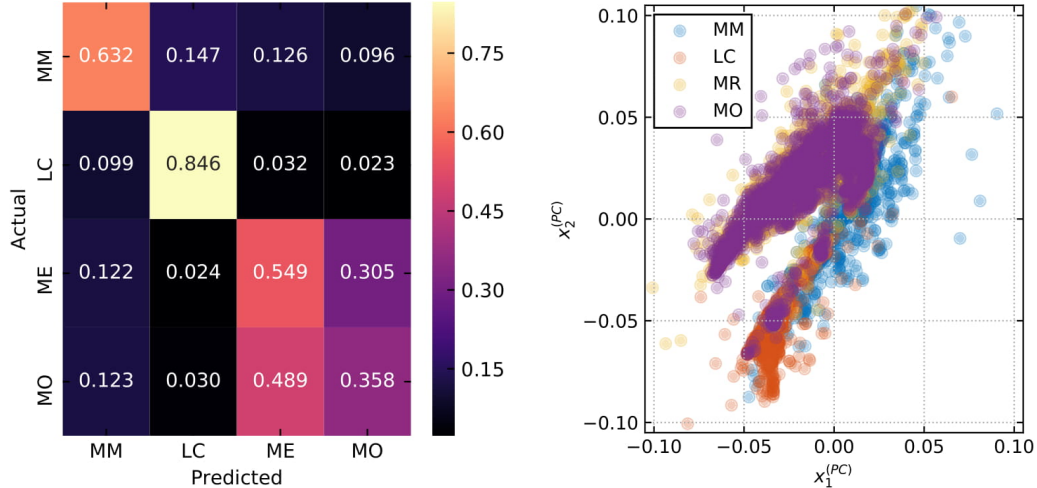 MM 0.632 0.147 0.126 0.096
LC 0.099 0.846 0.032 0.023
ME 0.122 0.024 0.549 0.305
MO 0.123 0.030 0.489 0.358
MM LC ME MO
Predicted
Actual
0.75
0.60
0.45
0.30
0.15
MM
LC
MR
MO
0.10
0.05
0.00
−0.05
−0.10
x₂^(PC)
−0.10 −0.05 0.00 0.05 0.10
x₁^(PC)